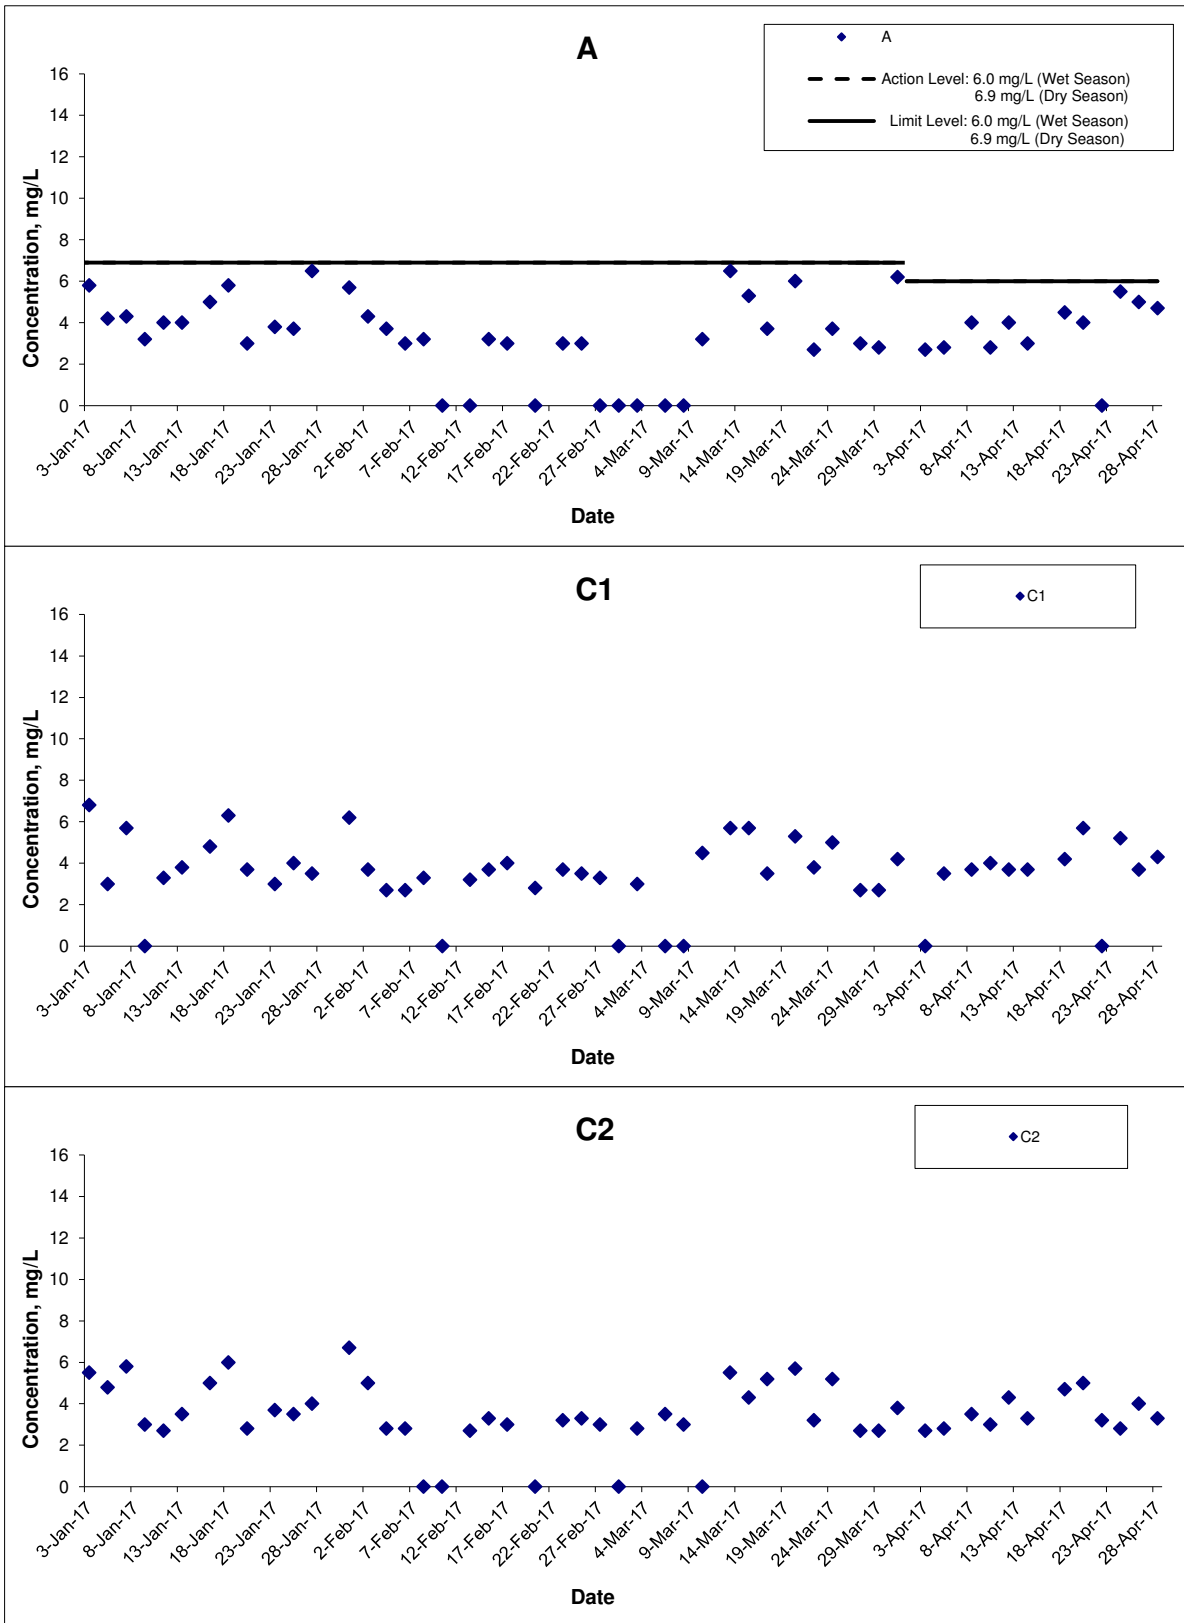 A
A
Action Level: 6.0 mg/L (Wet Season)
6.9 mg/L (Dry Season)
Limit Level: 6.0 mg/L (Wet Season)
6.9 mg/L (Dry Season)
Concentration, mg/L
16
14
12
10
8
6
4
2
0
3-Jan-17
8-Jan-17
13-Jan-17
18-Jan-17
23-Jan-17
28-Jan-17
2-Feb-17
7-Feb-17
12-Feb-17
17-Feb-17
22-Feb-17
27-Feb-17
4-Mar-17
9-Mar-17
14-Mar-17
19-Mar-17
24-Mar-17
29-Mar-17
3-Apr-17
8-Apr-17
13-Apr-17
18-Apr-17
23-Apr-17
28-Apr-17
Date
C1
C1
Concentration, mg/L
16
14
12
10
8
6
4
2
0
3-Jan-17
8-Jan-17
13-Jan-17
18-Jan-17
23-Jan-17
28-Jan-17
2-Feb-17
7-Feb-17
12-Feb-17
17-Feb-17
22-Feb-17
27-Feb-17
4-Mar-17
9-Mar-17
14-Mar-17
19-Mar-17
24-Mar-17
29-Mar-17
3-Apr-17
8-Apr-17
13-Apr-17
18-Apr-17
23-Apr-17
28-Apr-17
Date
C2
C2
Concentration, mg/L
16
14
12
10
8
6
4
2
0
3-Jan-17
8-Jan-17
13-Jan-17
18-Jan-17
23-Jan-17
28-Jan-17
2-Feb-17
7-Feb-17
12-Feb-17
17-Feb-17
22-Feb-17
27-Feb-17
4-Mar-17
9-Mar-17
14-Mar-17
19-Mar-17
24-Mar-17
29-Mar-17
3-Apr-17
8-Apr-17
13-Apr-17
18-Apr-17
23-Apr-17
28-Apr-17
Date